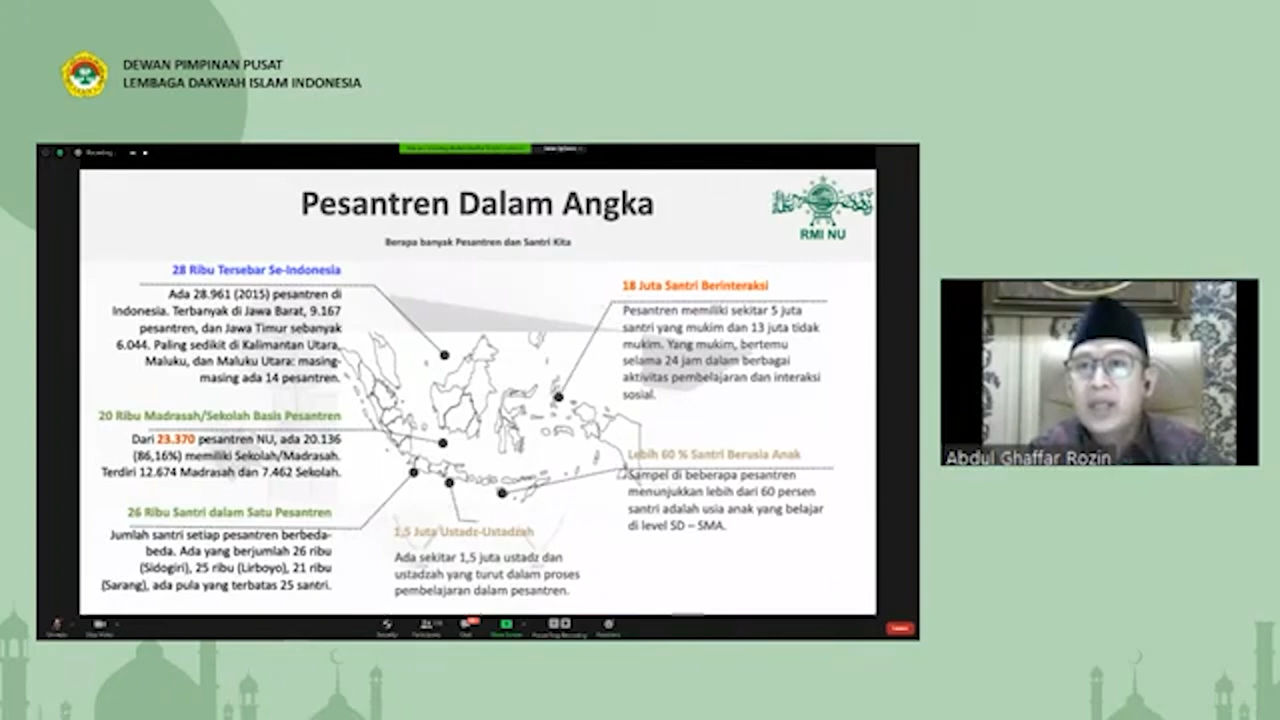 DEWAN PIMPINAN PUSAT
LEMBAGA DAKWAH ISLAM INDONESIA
Recording
Pesantren Dalam Angka
RMI NU
Berapa banyak Pesantren dan Santri Kita
28 Ribu Tersebar Se-Indonesia
Ada 28.961 (2015) pesantren di
Indonesia. Terbanyak di Jawa Barat, 9.167
pesantren, dan Jawa Timur sebanyak
6.044. Paling sedikit di Kalimantan Utara,
Maluku, dan Maluku Utara: masing-
masing ada 14 pesantren.
20 Ribu Madrasah/Sekolah Basis Pesantren
Dari 23.370 pesantren NU, ada 20.136
(86,16%) memiliki Sekolah/Madrasah.
Terdiri 12.674 Madrasah dan 7.462 Sekolah.
26 Ribu Santri dalam Satu Pesantren
Jumlah santri setiap pesantren berbeda-
beda. Ada yang berjumlah 26 ribu
(Sidogiri), 25 ribu (Lirboyo), 21 ribu
(Sarang), ada pula yang terbatas 25 santri.
1,5 Juta Ustadz-Ustadzah
Ada sekitar 1,5 juta ustadz dan
ustadzah yang turut dalam proses
pembelajaran dalam pesantren.
18 Juta Santri Berinteraksi
Pesantren memiliki sekitar 5 juta
santri yang mukim dan 13 juta tidak
mukim. Yang mukim, bertemu
selama 24 jam dalam berbagai
aktivitas pembelajaran dan interaksi
sosial.
Lebih 60 % Santri Berusia Anak
Sampel di beberapa pesantren
menunjukkan lebih dari 60 persen
santri adalah usia anak yang belajar
di level SD – SMA.
Abdul Ghaffar Rozin